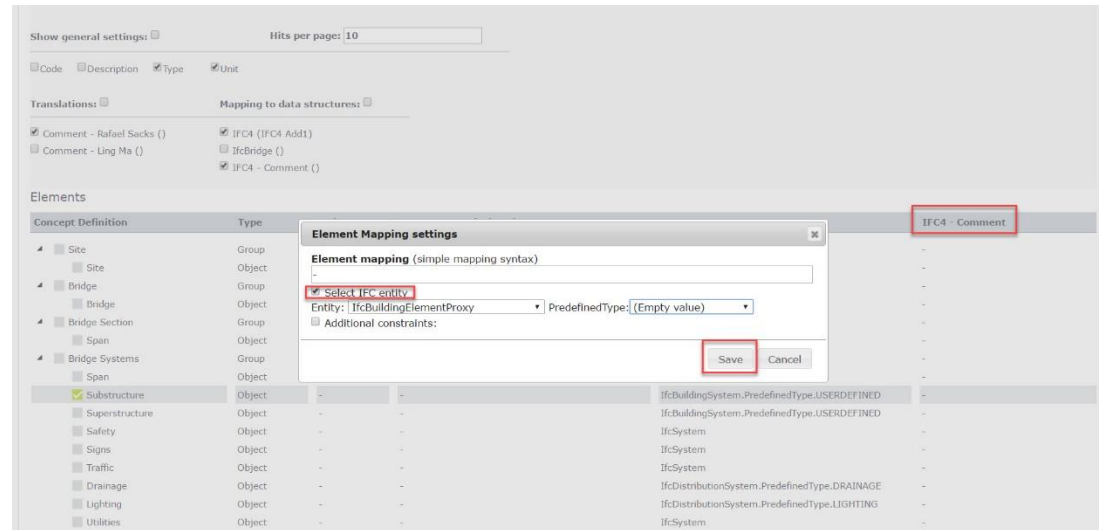 Show general settings: Hits per page: 10
Code Description Type Unit
Translations: Mapping to data structures:
Comment - Rafael Sacks () IFC4 (IFC4 Add1)
Comment - Ling Ma () IfcBridge ()
IFC4 - Comment ()
Elements
Concept Definition Type IFC4 - Comment
Site Group -
Site Object -
Bridge Group -
Bridge Object -
Bridge Section Group -
Span Object -
Bridge Systems Group -
Span Object -
Substructure Object - - IfcBuildingSystem.PredefinedType.USERDEFINED -
Superstructure Object - - IfcBuildingSystem.PredefinedType.USERDEFINED -
Safety Object - - IfcSystem -
Signs Object - - IfcSystem -
Traffic Object - - IfcSystem -
Drainage Object - - IfcDistributionSystem.PredefinedType.DRAINAGE -
Lighting Object - - IfcDistributionSystem.PredefinedType.LIGHTING -
Utilities Object - - IfcSystem -
Element Mapping settings
Element mapping (simple mapping syntax)
-
Select IFC entity
Entity: IfcBuildingElementProxy PredefinedType: (Empty value)
Additional constraints:
Save Cancel